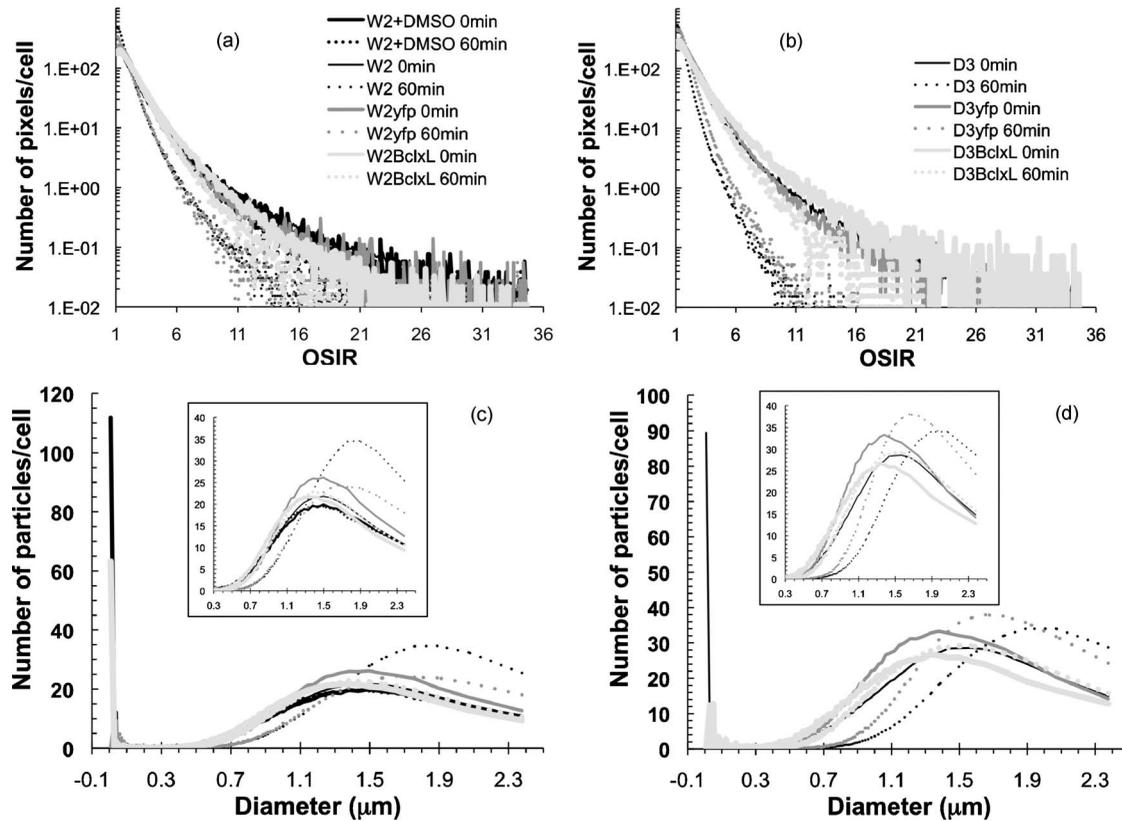 (a)
Number of pixels/cell
1.E+02
1.E+01
1.E+00
1.E-01
1.E-02
1 6 11 16 21 26 31 36
OSIR
W2+DMSO 0min
W2+DMSO 60min
W2 0min
W2 60min
W2yfp 0min
W2yfp 60min
W2BclxL 0min
W2BclxL 60min
(b)
Number of pixels/cell
1.E+02
1.E+01
1.E+00
1.E-01
1.E-02
1 6 11 16 21 26 31 36
OSIR
D3 0min
D3 60min
D3yfp 0min
D3yfp 60min
D3BclxL 0min
D3BclxL 60min
(c)
Number of particles/cell
120
100
80
60
40
20
0
-0.1 0.3 0.7 1.1 1.5 1.9 2.3
Diameter (μm)
40
35
30
25
20
15
10
5
0
0.3 0.7 1.1 1.5 1.9 2.3
(d)
Number of particles/cell
100
90
80
70
60
50
40
30
20
10
0
-0.1 0.3 0.7 1.1 1.5 1.9 2.3
Diameter (μm)
40
35
30
25
20
15
10
5
0
0.3 0.7 1.1 1.5 1.9 2.3